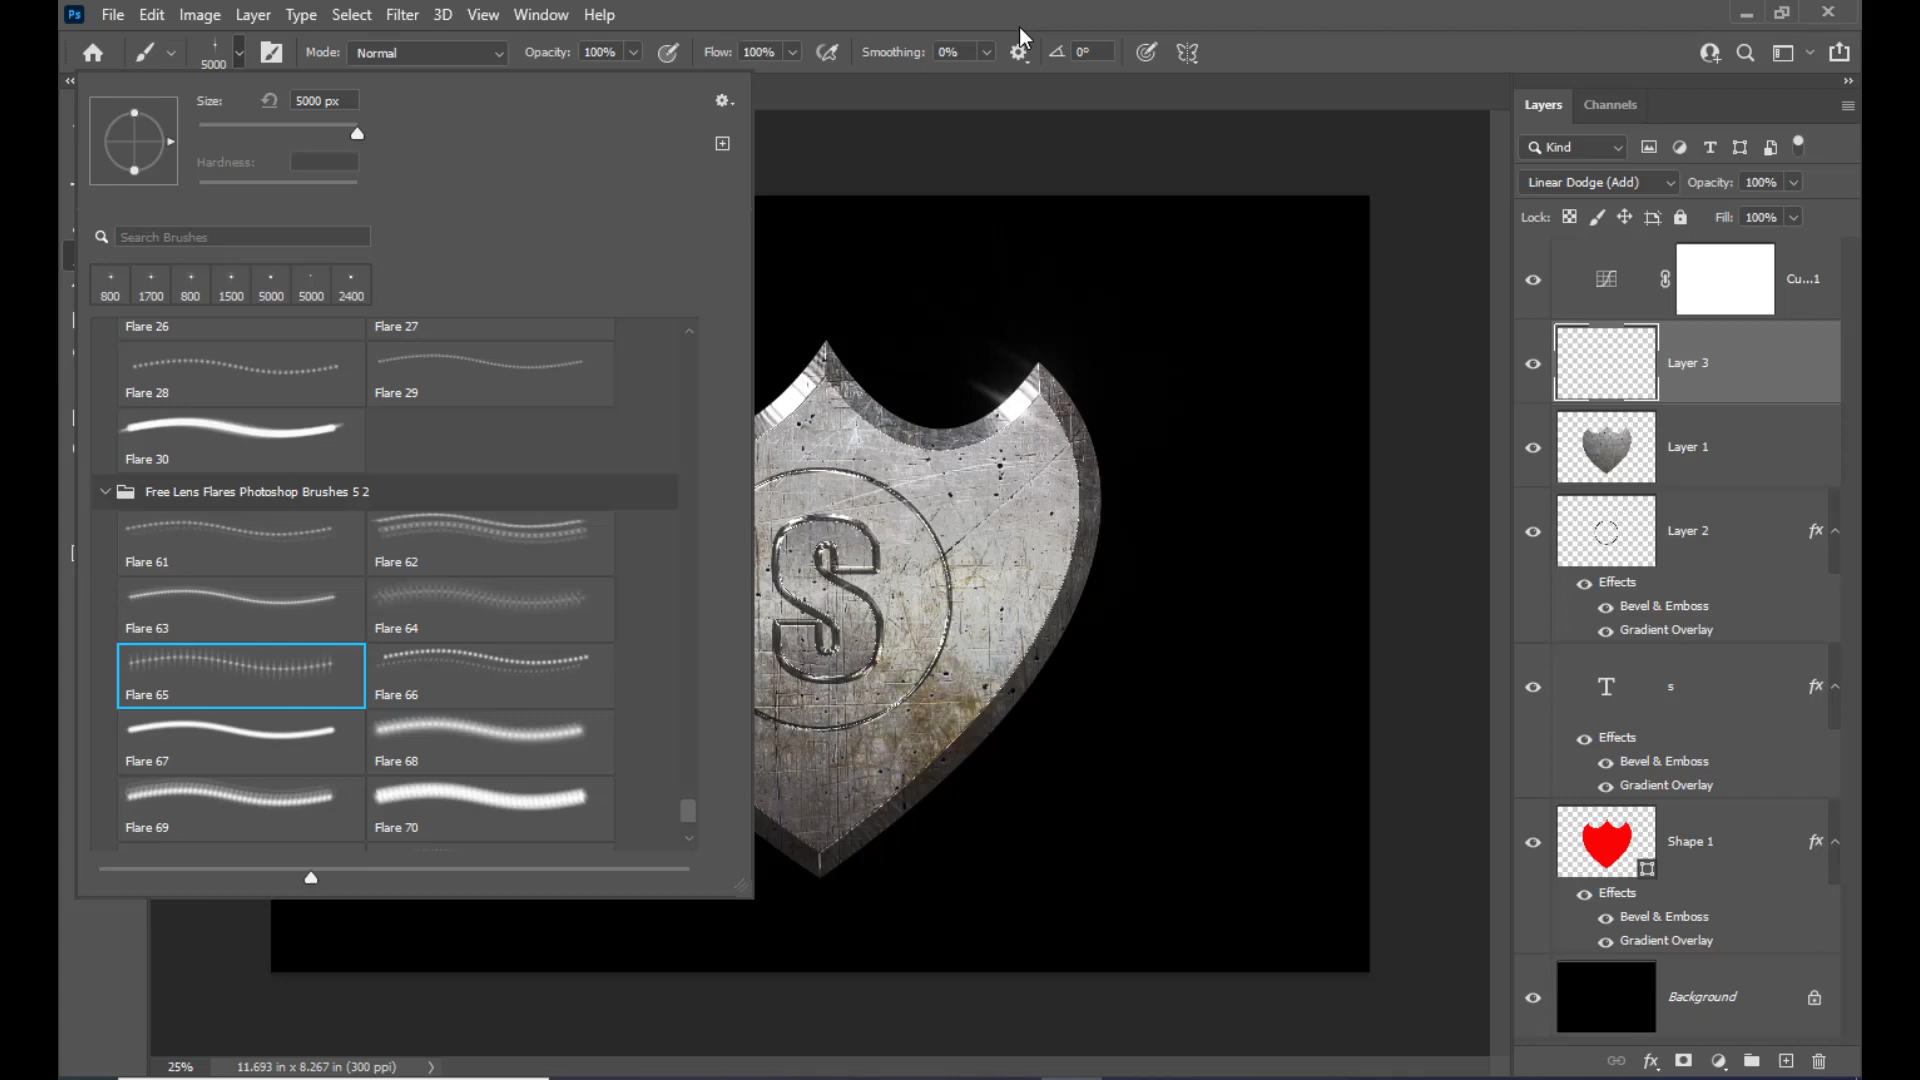 Ps File Edit Image Layer Type Select Filter 3D View Window Help
5000 Mode: Normal Opacity: 100% Flow: 100% Smoothing: 0% 0°
Size: 5000 px
Hardness:
Search Brushes
800 1700 800 1500 5000 5000 2400
Flare 26 Flare 27
Flare 28 Flare 29
Flare 30
Free Lens Flares Photoshop Brushes 5 2
Flare 61 Flare 62
Flare 63 Flare 64
Flare 65 Flare 66
Flare 67 Flare 68
Flare 69 Flare 70
S
25% 11.693 in x 8.267 in (300 ppi)
Layers Channels
Kind
Linear Dodge (Add) Opacity: 100%
Lock: Fill: 100%
Cu...1
Layer 3
Layer 1
Layer 2 fx
Effects
Bevel & Emboss
Gradient Overlay
T s fx
Effects
Bevel & Emboss
Gradient Overlay
Shape 1 fx
Effects
Bevel & Emboss
Gradient Overlay
Background
fx